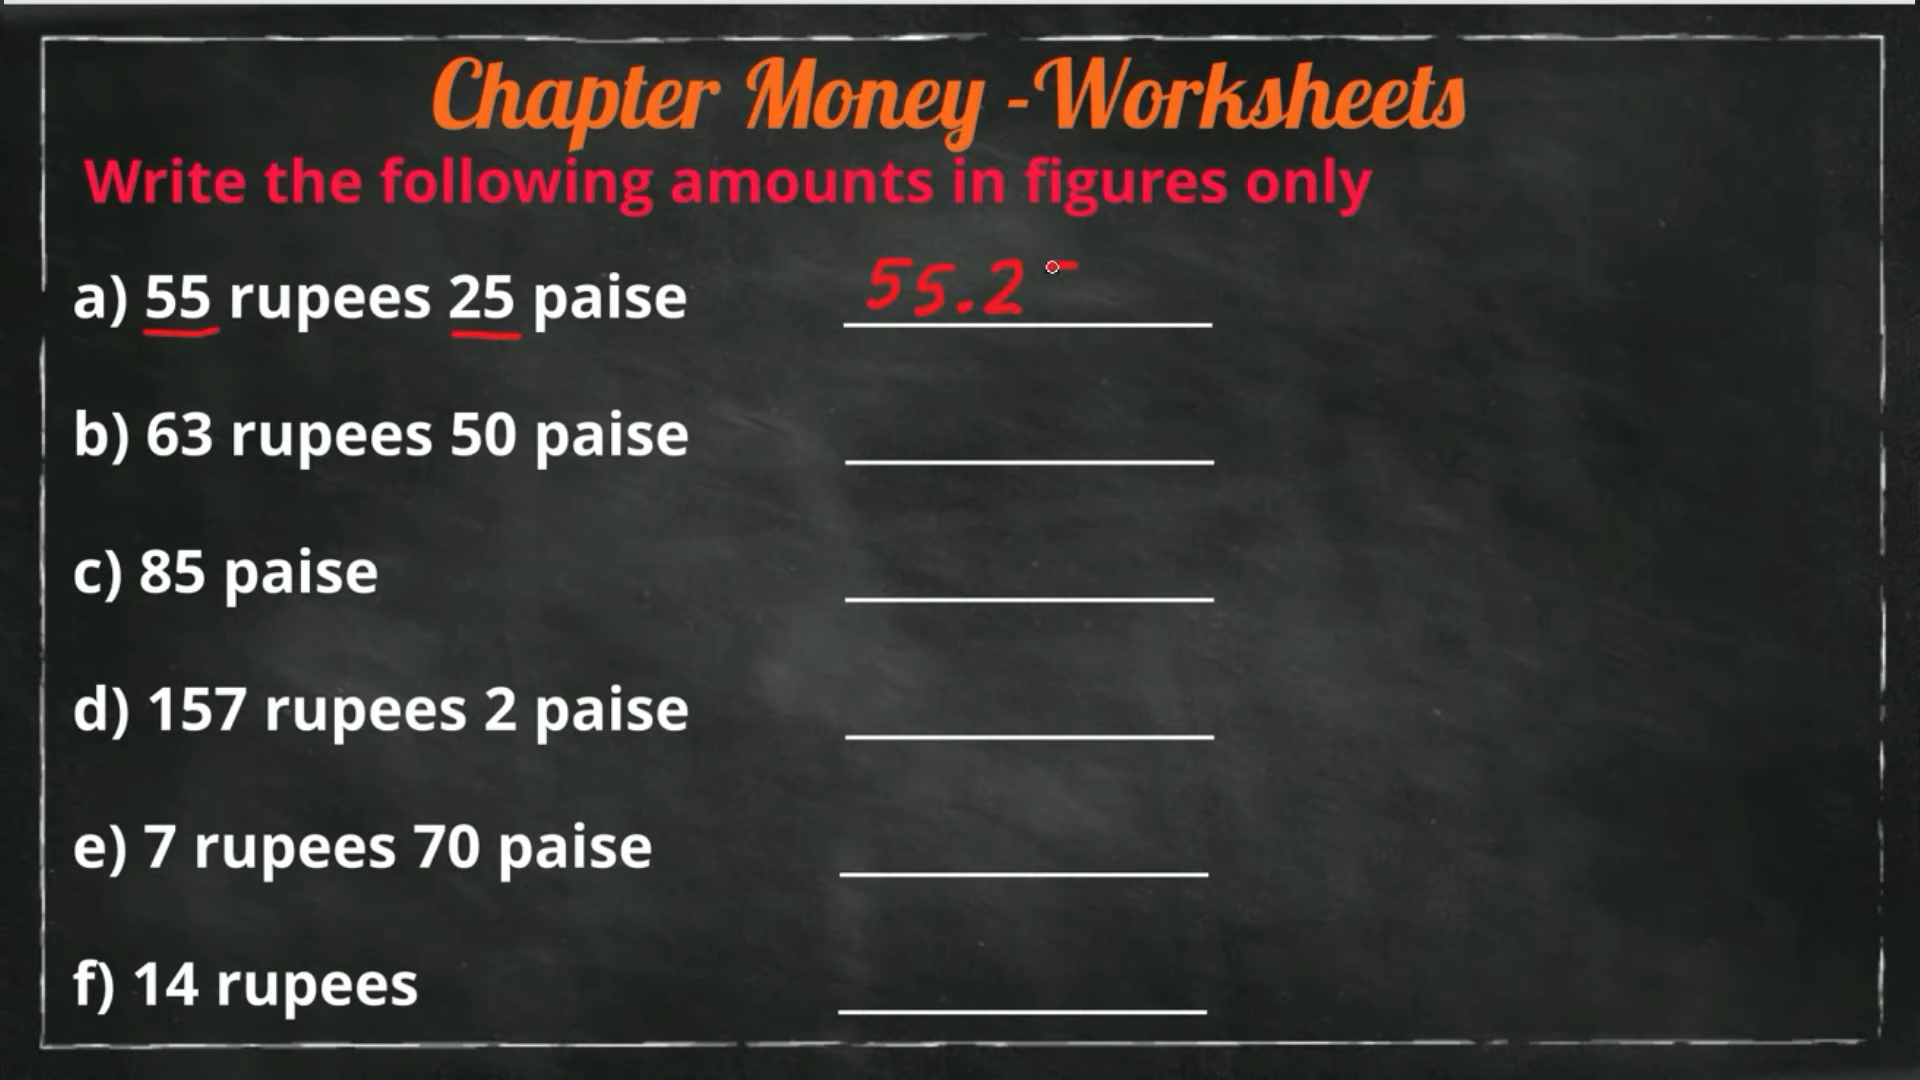 Chapter Money -Worksheets
Write the following amounts in figures only
a) 55 rupees 25 paise 55.2
b) 63 rupees 50 paise
c) 85 paise
d) 157 rupees 2 paise
e) 7 rupees 70 paise
f) 14 rupees